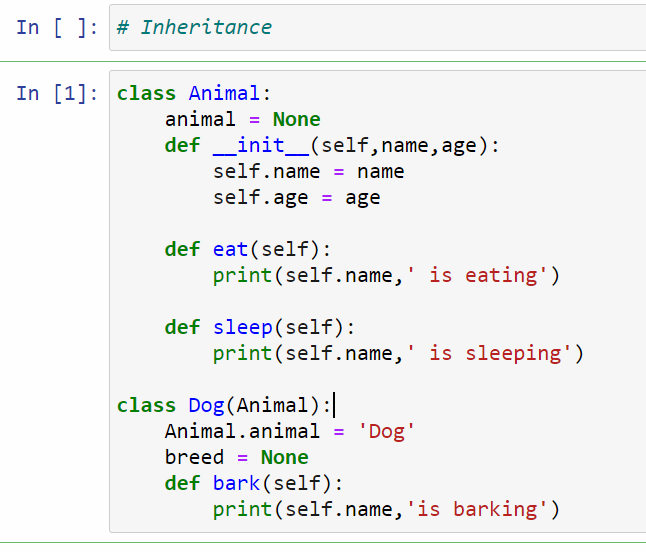 In [ ]: # Inheritance
In [1]: class Animal:
    animal = None
    def __init__(self,name,age):
        self.name = name
        self.age = age
    def eat(self):
        print(self.name,' is eating')
    def sleep(self):
        print(self.name,' is sleeping')
class Dog(Animal):
    Animal.animal = 'Dog'
    breed = None
    def bark(self):
        print(self.name,'is barking')